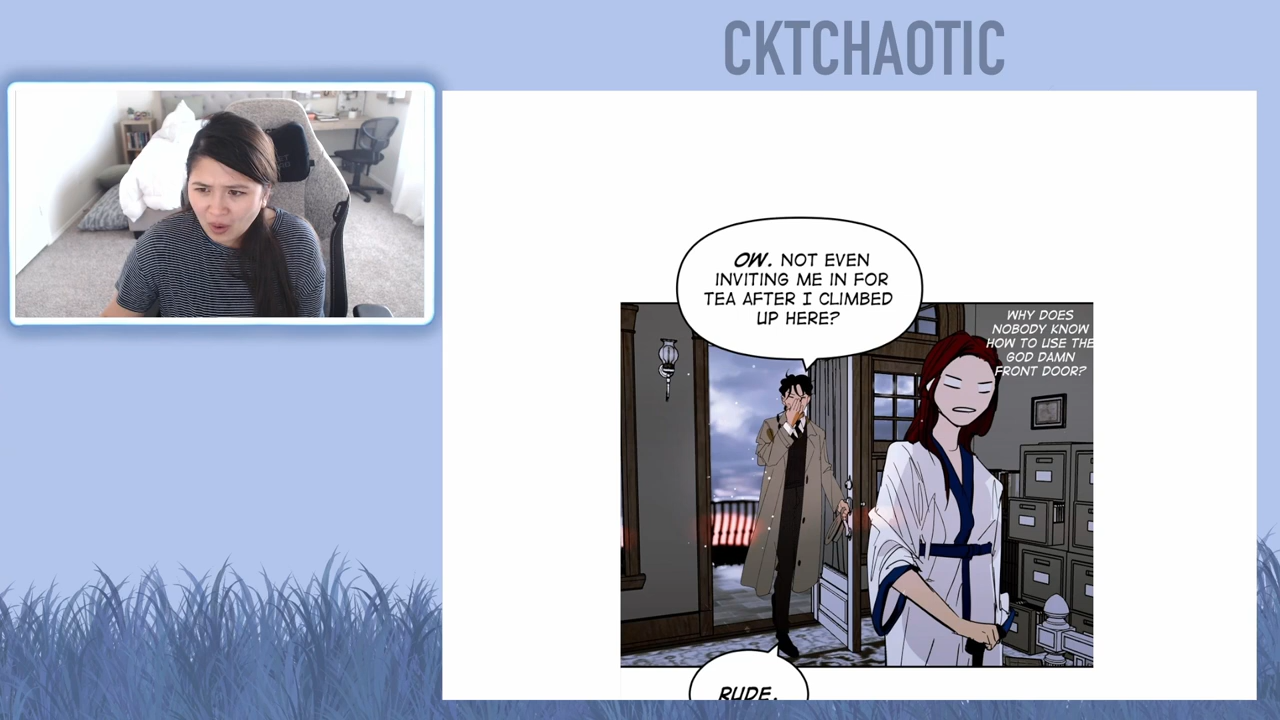 CKTCHAOTIC
OW. NOT EVEN
INVITING ME IN FOR
TEA AFTER I CLIMBED
UP HERE?
WHY DOES
NOBODY KNOW
HOW TO USE THE
GOD DAMN
FRONT DOOR?
RUDE.